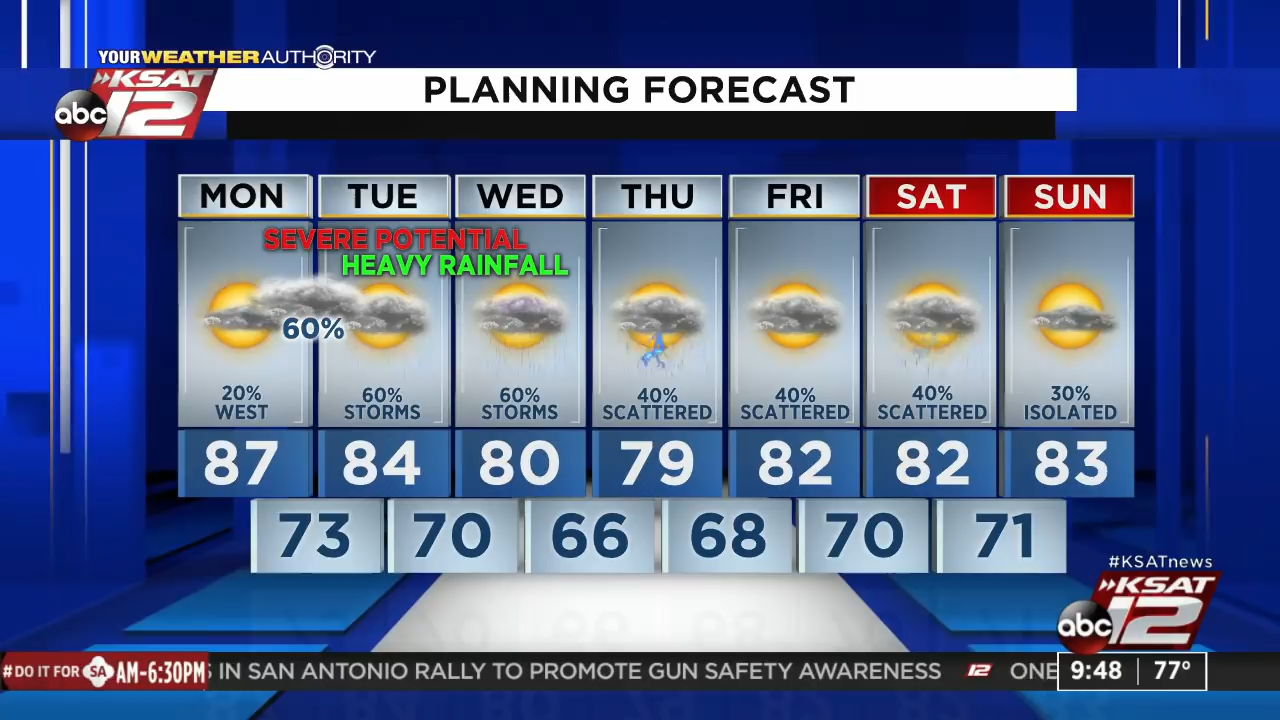 YOURWEATHERAUTHORITY
KSAT
abc 12
PLANNING FORECAST
MON TUE WED THU FRI SAT SUN
SEVERE POTENTIAL
HEAVY RAINFALL
60%
20% 60% 60% 40% 40% 40% 30%
WEST STORMS STORMS SCATTERED SCATTERED SCATTERED ISOLATED
87 84 80 79 82 82 83
73 70 66 68 70 71
#KSATnews
KSAT
abc 12
#DO IT FOR SA AM-6:30PM IN SAN ANTONIO RALLY TO PROMOTE GUN SAFETY AWARENESS 12 ONE 9:48 77°